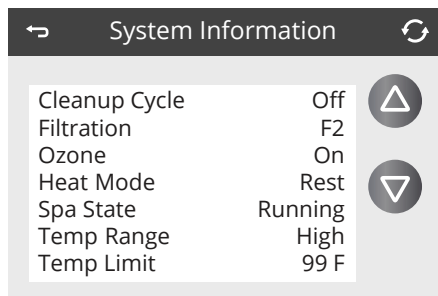 System Information
Cleanup Cycle Off
Filtration F2
Ozone On
Heat Mode Rest
Spa State Running
Temp Range High
Temp Limit 99 F